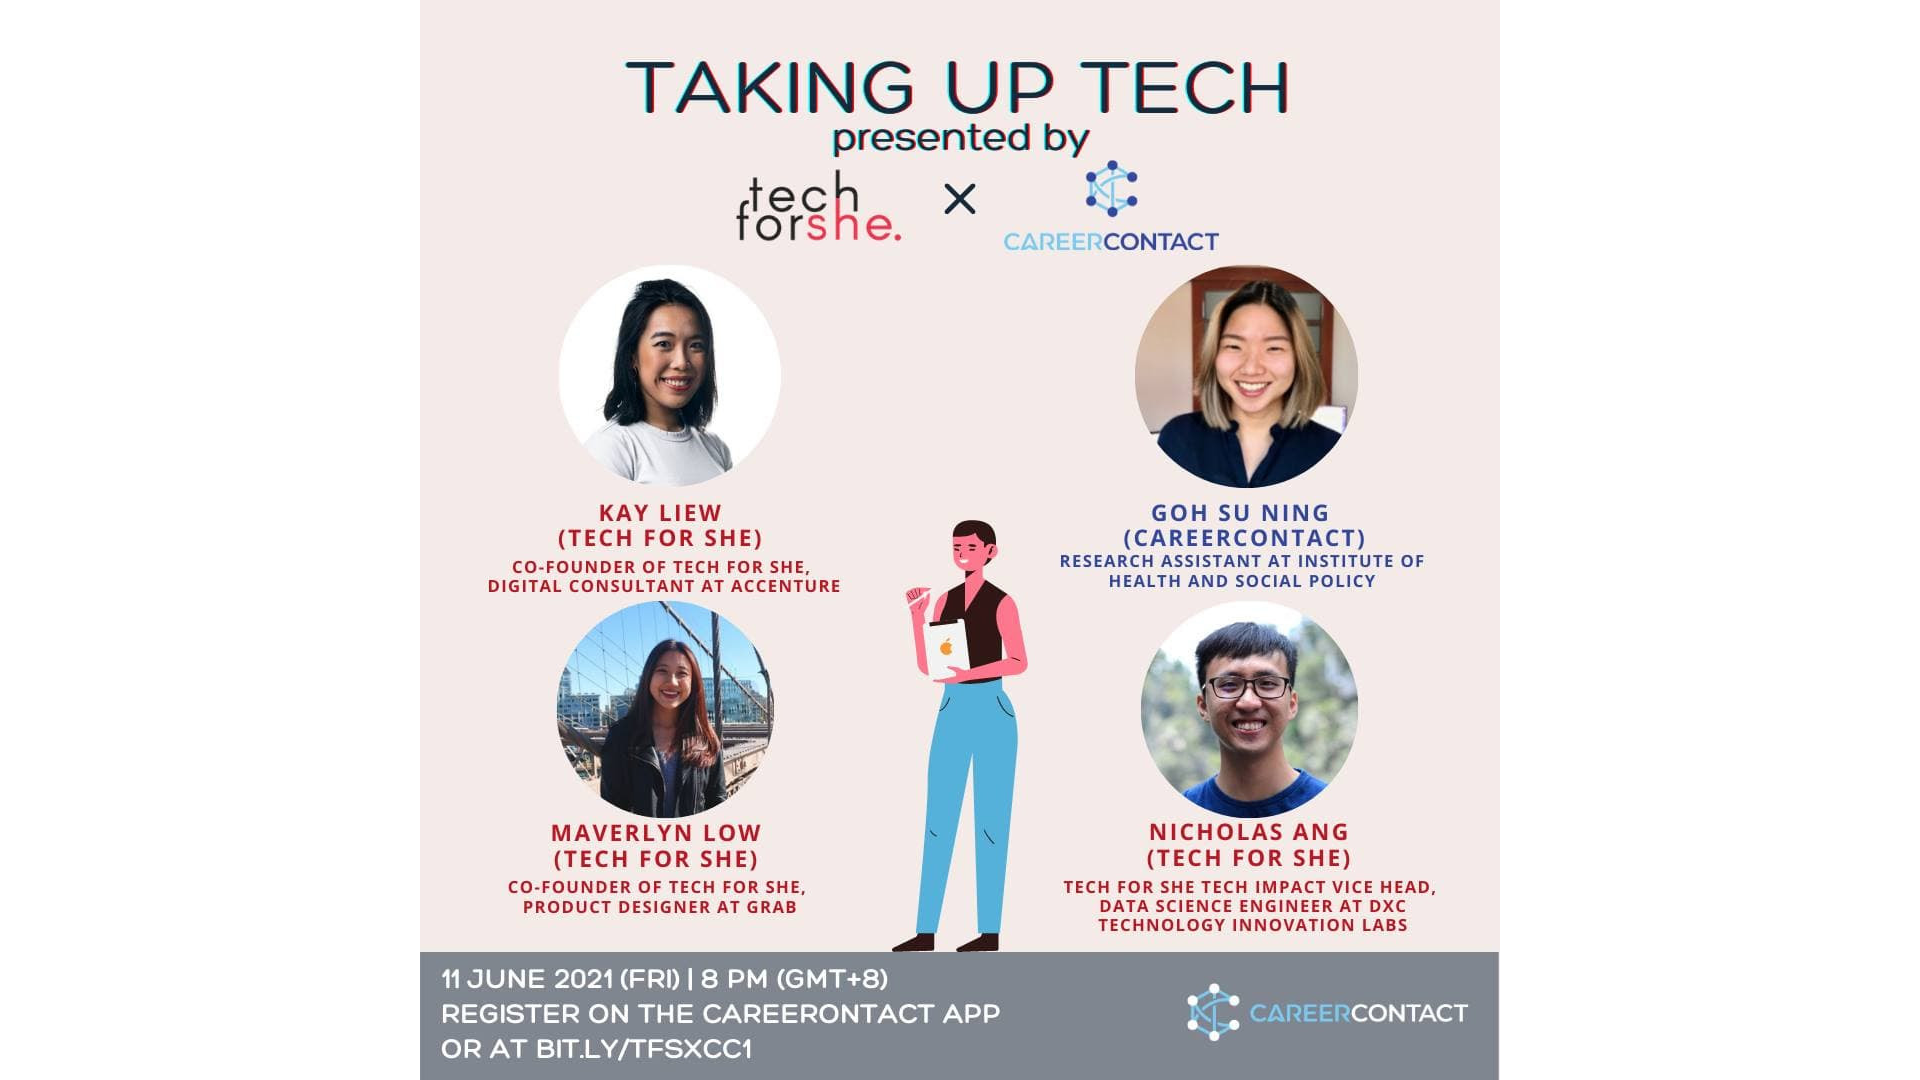 TAKING UP TECH
presented by
tech
forshe.
X
CAREERCONTACT
KAY LIEW
(TECH FOR SHE)
CO-FOUNDER OF TECH FOR SHE,
DIGITAL CONSULTANT AT ACCENTURE
GOH SU NING
(CAREERCONTACT)
RESEARCH ASSISTANT AT INSTITUTE OF
HEALTH AND SOCIAL POLICY
MAVERLYN LOW
(TECH FOR SHE)
CO-FOUNDER OF TECH FOR SHE,
PRODUCT DESIGNER AT GRAB
NICHOLAS ANG
(TECH FOR SHE)
TECH FOR SHE TECH IMPACT VICE HEAD,
DATA SCIENCE ENGINEER AT DXC
TECHNOLOGY INNOVATION LABS
11 JUNE 2021 (FRI) | 8 PM (GMT+8)
REGISTER ON THE CAREERONTACT APP
OR AT BIT.LY/TFSXCC1
CAREERCONTACT